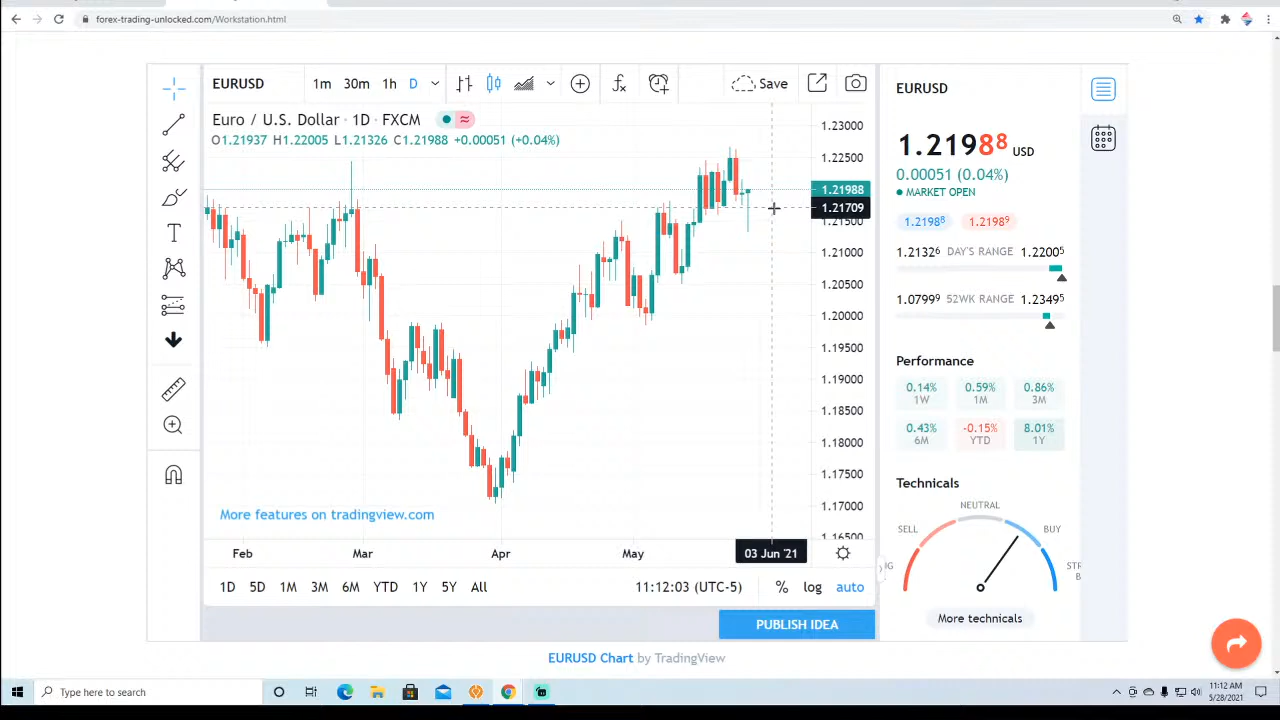 forex-trading-unlocked.com/Workstation.html
EURUSD 1m 30m 1h D Save
Euro / U.S. Dollar · 1D · FXCM
O1.21937 H1.22005 L1.21326 C1.21988 +0.00051 (+0.04%)
1.23000
1.22500
1.21988
1.21709
1.21500
1.21000
1.20500
1.20000
1.19500
1.19000
1.18500
1.18000
1.17500
1.17000
1.16500
More features on tradingview.com
Feb Mar Apr May 03 Jun '21
1D 5D 1M 3M 6M YTD 1Y 5Y All 11:12:03 (UTC-5) % log auto
PUBLISH IDEA
EURUSD
1.21988 USD
0.00051 (0.04%)
MARKET OPEN
1.21988 1.21989
1.21326 DAY'S RANGE 1.22005
1.07999 52WK RANGE 1.23495
Performance
0.14% 0.59% 0.86%
1W 1M 3M
0.43% -0.15% 8.01%
6M YTD 1Y
Technicals
NEUTRAL
SELL BUY
More technicals
EURUSD Chart by TradingView
Type here to search
11:12 AM
5/28/2021